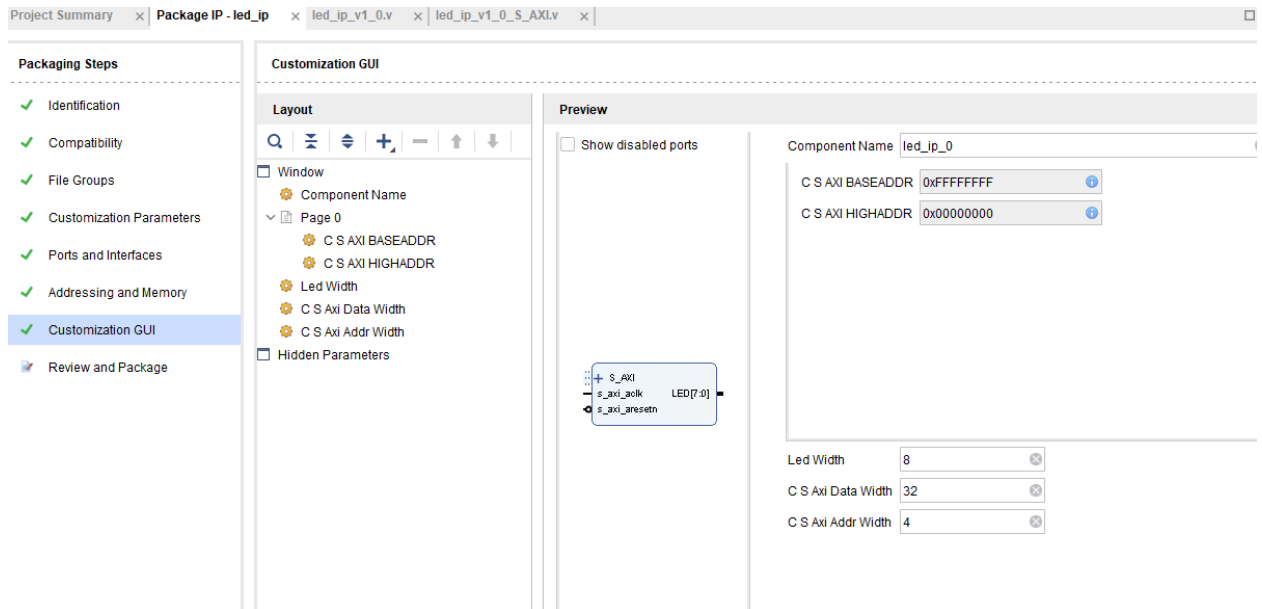 Project Summary × Package IP - led_ip × led_ip_v1_0.v × led_ip_v1_0_S_AXI.v ×
Packaging Steps
Identification
Compatibility
File Groups
Customization Parameters
Ports and Interfaces
Addressing and Memory
Customization GUI
Review and Package
Customization GUI
Layout
Window
Component Name
Page 0
C S AXI BASEADDR
C S AXI HIGHADDR
Led Width
C S Axi Data Width
C S Axi Addr Width
Hidden Parameters
Preview
Show disabled ports
S_AXI
s_axi_aclk LED[7:0]
s_axi_aresetn
Component Name led_ip_0
C S AXI BASEADDR 0xFFFFFFFF
C S AXI HIGHADDR 0x00000000
Led Width 8
C S Axi Data Width 32
C S Axi Addr Width 4